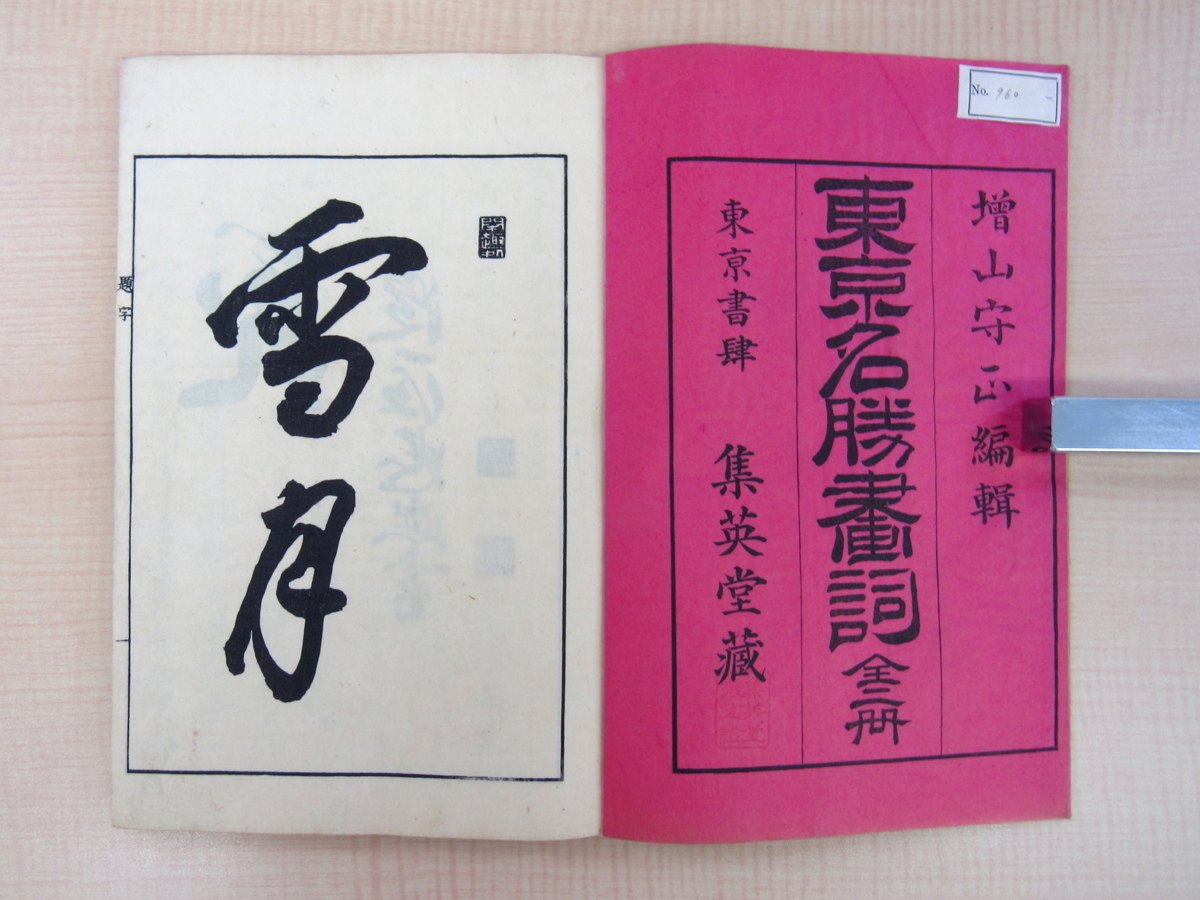 No. 960
增山守正編輯
東京名勝畫詞 全二冊
東京書肆 集英堂藏
雪月
題字
一